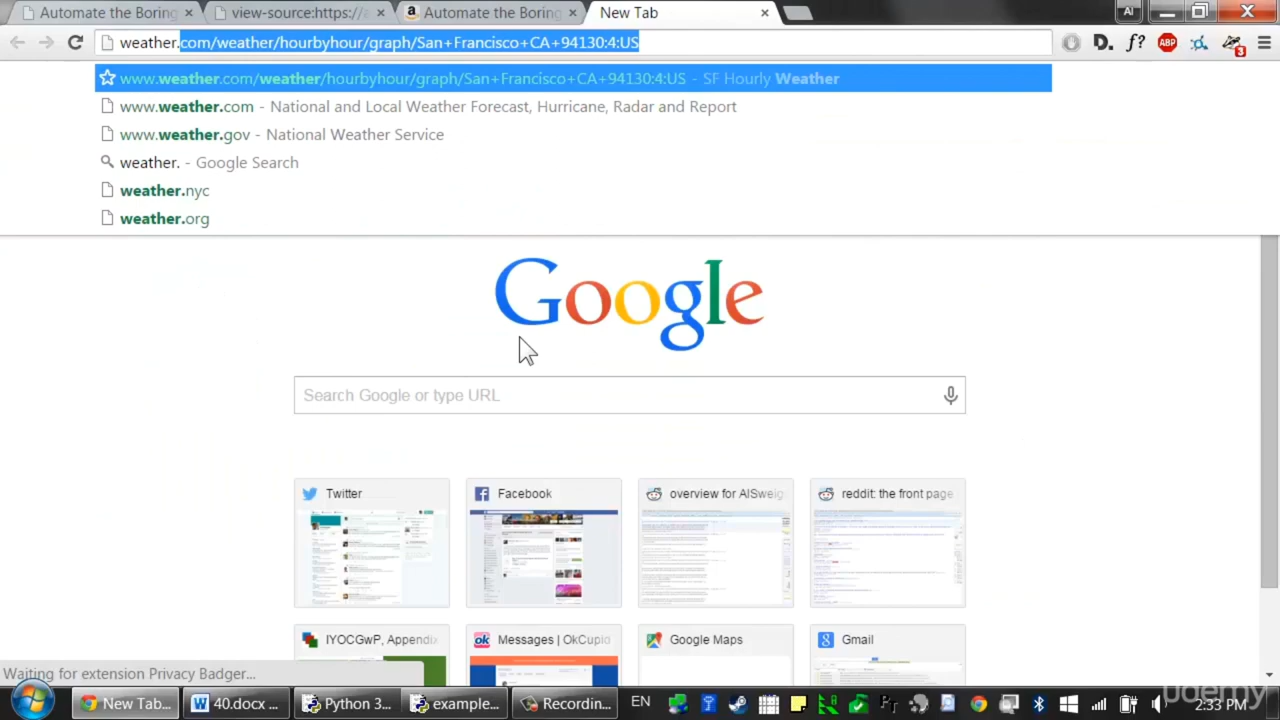 Automate the Boring
view-source:https://
Automate the Boring
New Tab
AI
weather.com/weather/hourbyhour/graph/San+Francisco+CA+94130:4:US
D. f? ABP 3
www.weather.com/weather/hourbyhour/graph/San+Francisco+CA+94130:4:US - SF Hourly Weather
www.weather.com - National and Local Weather Forecast, Hurricane, Radar and Report
www.weather.gov - National Weather Service
weather. - Google Search
weather.nyc
weather.org
Google
Search Google or type URL
Twitter
Facebook
overview for AlSweig
reddit: the front page
IYOCGwP, Appendix
Messages | OkCupid
Google Maps
Gmail
Waiting for extension Privacy Badger...
New Tab...
40.docx ...
Python 3...
example...
Recordin...
EN
2:33 PM
udemy